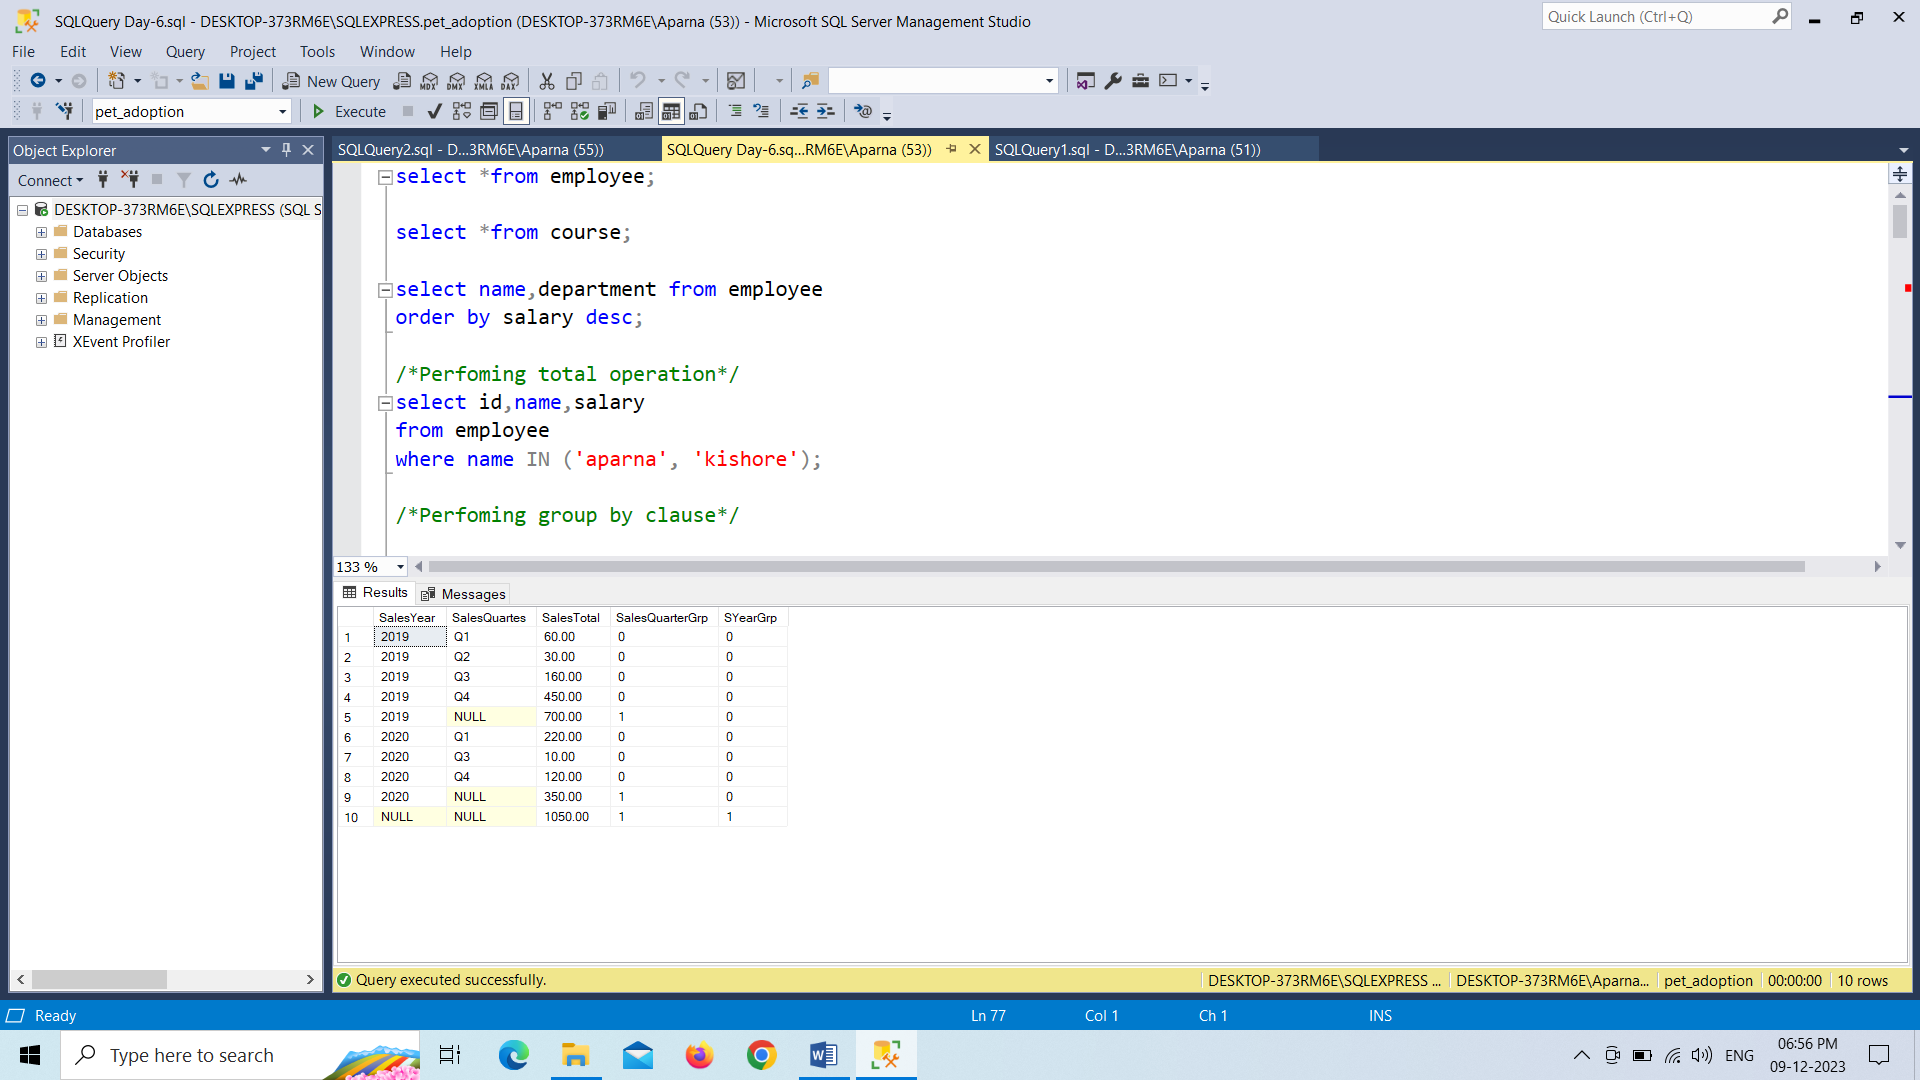 SQLQuery Day-6.sql - DESKTOP-373RM6E\SQLEXPRESS.pet_adoption (DESKTOP-373RM6E\Aparna (53)) - Microsoft SQL Server Management Studio
Quick Launch (Ctrl+Q)
File Edit View Query Project Tools Window Help
New Query MDX DMX XMLA DAX
pet_adoption Execute
Object Explorer
Connect
DESKTOP-373RM6E\SQLEXPRESS (SQL S
Databases
Security
Server Objects
Replication
Management
XEvent Profiler
SQLQuery2.sql - D...3RM6E\Aparna (55))
SQLQuery Day-6.sq...RM6E\Aparna (53))
SQLQuery1.sql - D...3RM6E\Aparna (51))
select *from employee;
select *from course;
select name,department from employee
order by salary desc;
/*Perfoming total operation*/
select id,name,salary
from employee
where name IN ('aparna', 'kishore');
/*Perfoming group by clause*/
133 %
Results Messages
SalesYear SalesQuartes SalesTotal SalesQuarterGrp SYearGrp
1 2019 Q1 60.00 0 0
2 2019 Q2 30.00 0 0
3 2019 Q3 160.00 0 0
4 2019 Q4 450.00 0 0
5 2019 NULL 700.00 1 0
6 2020 Q1 220.00 0 0
7 2020 Q3 10.00 0 0
8 2020 Q4 120.00 0 0
9 2020 NULL 350.00 1 0
10 NULL NULL 1050.00 1 1
Query executed successfully. DESKTOP-373RM6E\SQLEXPRESS ... DESKTOP-373RM6E\Aparna... pet_adoption 00:00:00 10 rows
Ready Ln 77 Col 1 Ch 1 INS
Type here to search
ENG
06:56 PM
09-12-2023